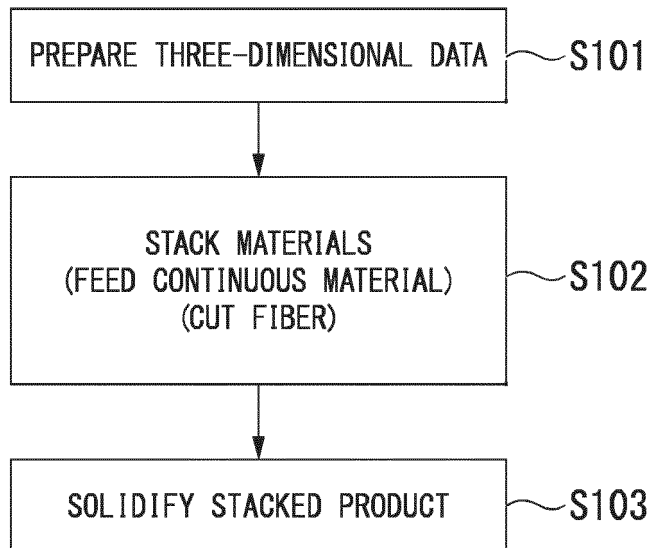 PREPARE THREE-DIMENSIONAL DATA S101
STACK MATERIALS
(FEED CONTINUOUS MATERIAL) S102
(CUT FIBER)
SOLIDIFY STACKED PRODUCT S103